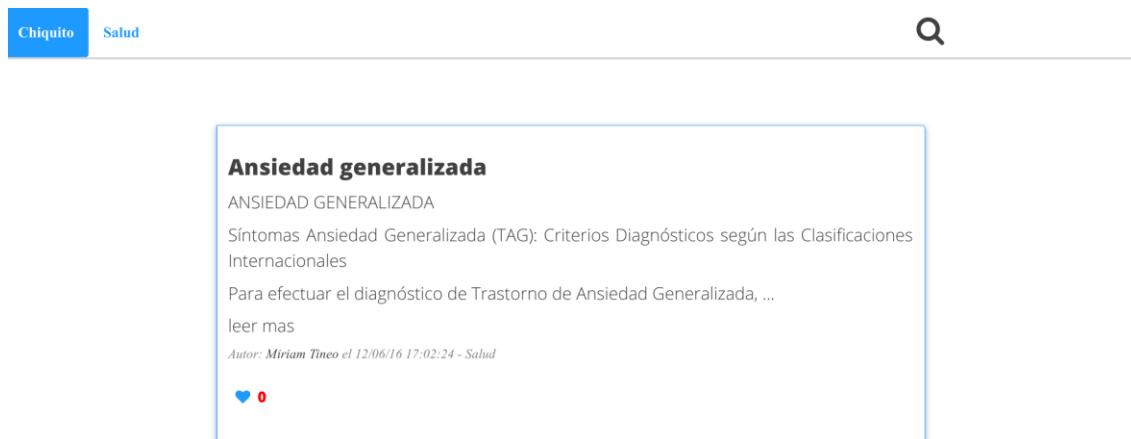 Chiquito Salud
Ansiedad generalizada
ANSIEDAD GENERALIZADA
Síntomas Ansiedad Generalizada (TAG): Criterios Diagnósticos según las Clasificaciones
Internacionales
Para efectuar el diagnóstico de Trastorno de Ansiedad Generalizada, ...
leer mas
Autor: Miriam Tineo el 12/06/16 17:02:24 - Salud
0